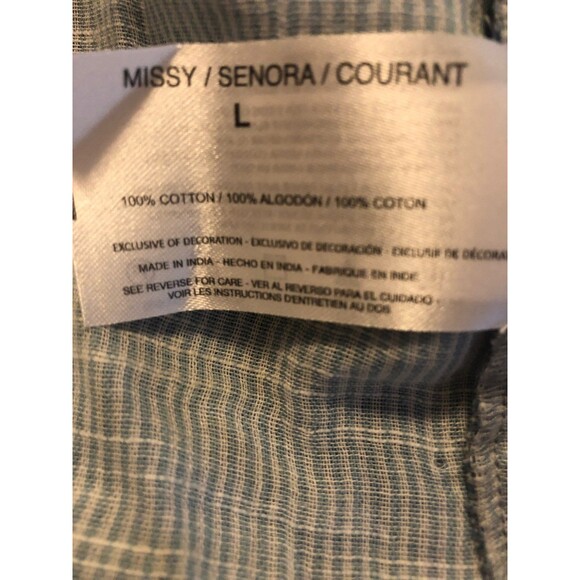 MISSY / SENORA / COURANT
L
100% COTTON / 100% ALGODÓN / 100% COTON
EXCLUSIVE OF DECORATION - EXCLUSIVO DE DECORACIÓN - EXCLUSIF DE DÉCORA
MADE IN INDIA - HECHO EN INDIA - FABRIQUE EN INDE
SEE REVERSE FOR CARE - VER AL REVERSO PARA EL CUIDADO -
VOIR LES INSTRUCTIONS D'ENTRETIEN AU DOS